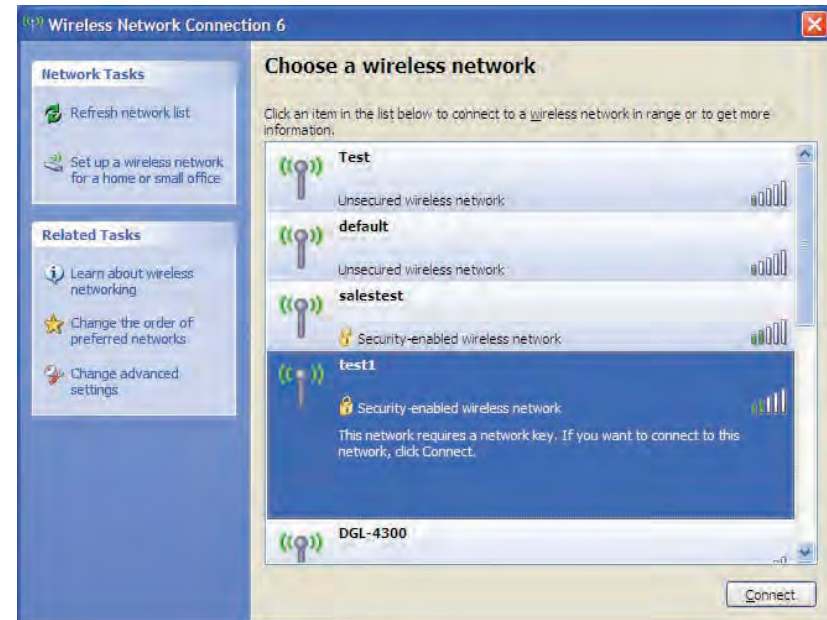 Wireless Network Connection 6
Network Tasks
Refresh network list
Set up a wireless network
for a home or small office
Related Tasks
Learn about wireless
networking
Change the order of
preferred networks
Change advanced
settings
Choose a wireless network
Click an item in the list below to connect to a wireless network in range or to get more
information.
Test
Unsecured wireless network
default
Unsecured wireless network
salestest
Security-enabled wireless network
test1
Security-enabled wireless network
This network requires a network key. If you want to connect to this
network, click Connect.
DGL-4300
Connect